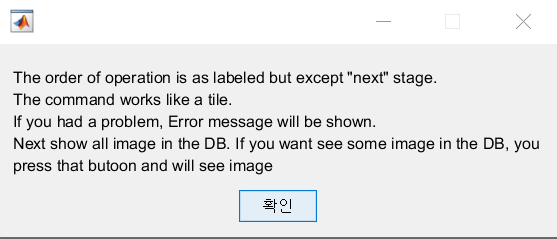 The order of operation is as labeled but except "next" stage.
The command works like a tile.
If you had a problem, Error message will be shown.
Next show all image in the DB. If you want see some image in the DB, you
press that butoon and will see image
확인